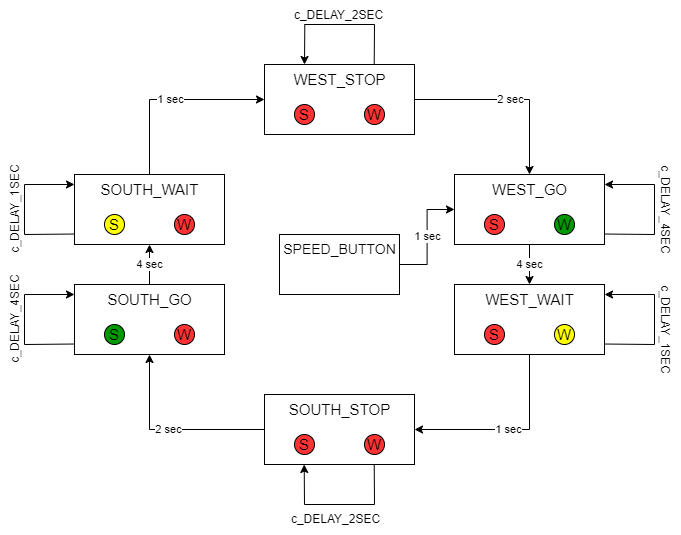 c_DELAY_2SEC
WEST_STOP
S
W
1 sec
2 sec
c_DELAY_1SEC
SOUTH_WAIT
S
W
WEST_GO
S
W
c_DELAY_4SEC
SPEED_BUTTON
1 sec
4 sec
4 sec
c_DELAY_4SEC
SOUTH_GO
S
W
WEST_WAIT
S
W
c_DELAY_1SEC
SOUTH_STOP
S
W
2 sec
1 sec
c_DELAY_2SEC